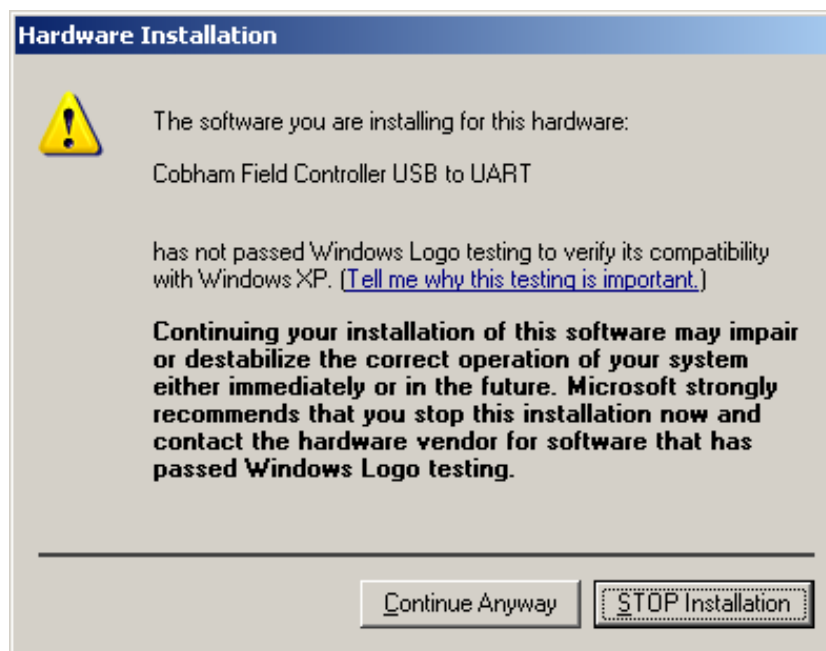 Hardware Installation
The software you are installing for this hardware:
Cobham Field Controller USB to UART
has not passed Windows Logo testing to verify its compatibility
with Windows XP. (Tell me why this testing is important.)
Continuing your installation of this software may impair
or destabilize the correct operation of your system
either immediately or in the future. Microsoft strongly
recommends that you stop this installation now and
contact the hardware vendor for software that has
passed Windows Logo testing.
Continue Anyway
STOP Installation